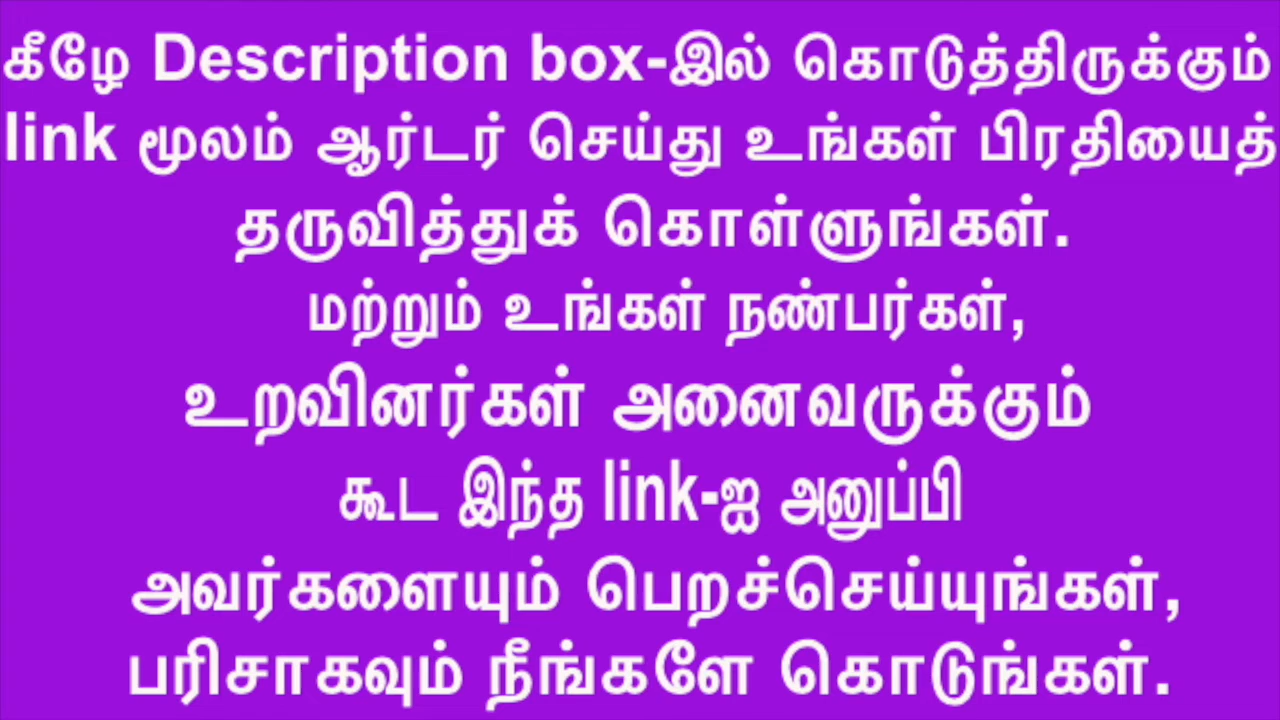 கீழே Description box-இல் கொடுத்திருக்கும்
link மூலம் ஆர்டர் செய்து உங்கள் பிரதியைத்
தருவித்துக் கொள்ளுங்கள்.
மற்றும் உங்கள் நண்பர்கள்,
உறவினர்கள் அனைவருக்கும்
கூட இந்த link-ஐ அனுப்பி
அவர்களையும் பெறச்செய்யுங்கள்,
பரிசாகவும் நீங்களே கொடுங்கள்.